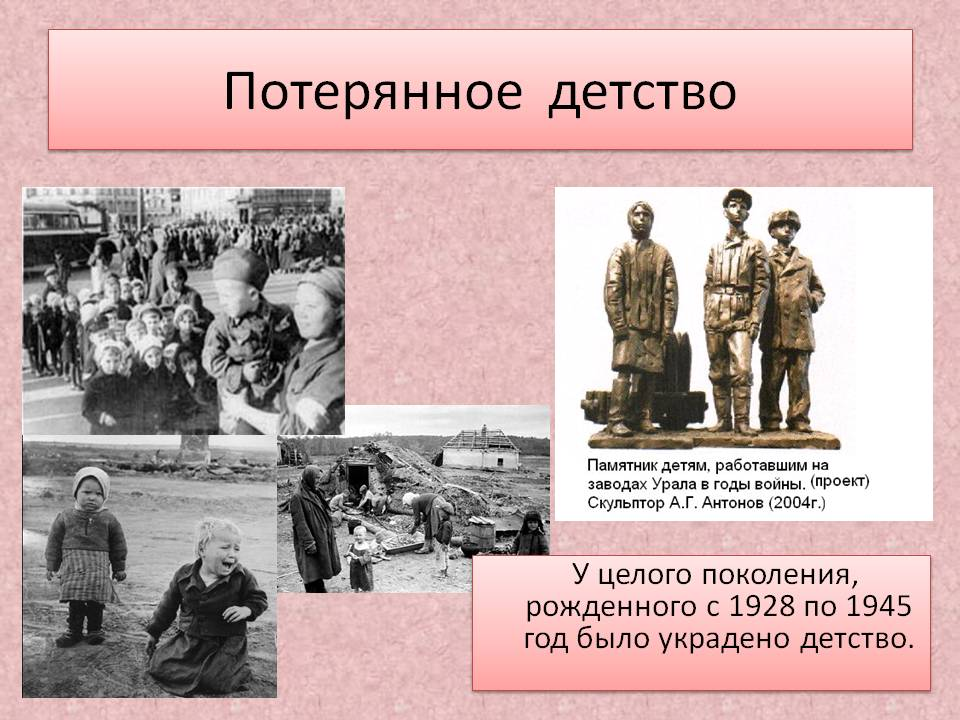 Потерянное детство
Памятник детям, работавшим на
заводах Урала в годы войны. (проект)
Скульптор А.Г. Антонов (2004г.)
У целого поколения,
рожденного с 1928 по 1945
год было украдено детство.